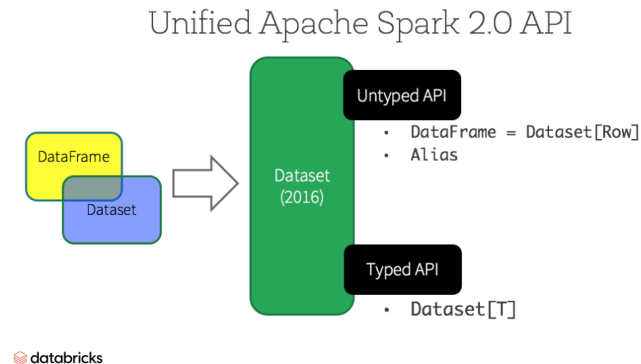 Unified Apache Spark 2.0 API
Untyped API
• DataFrame = Dataset[Row]
• Alias
DataFrame
Dataset
Dataset
(2016)
Typed API
• Dataset[T]
databricks